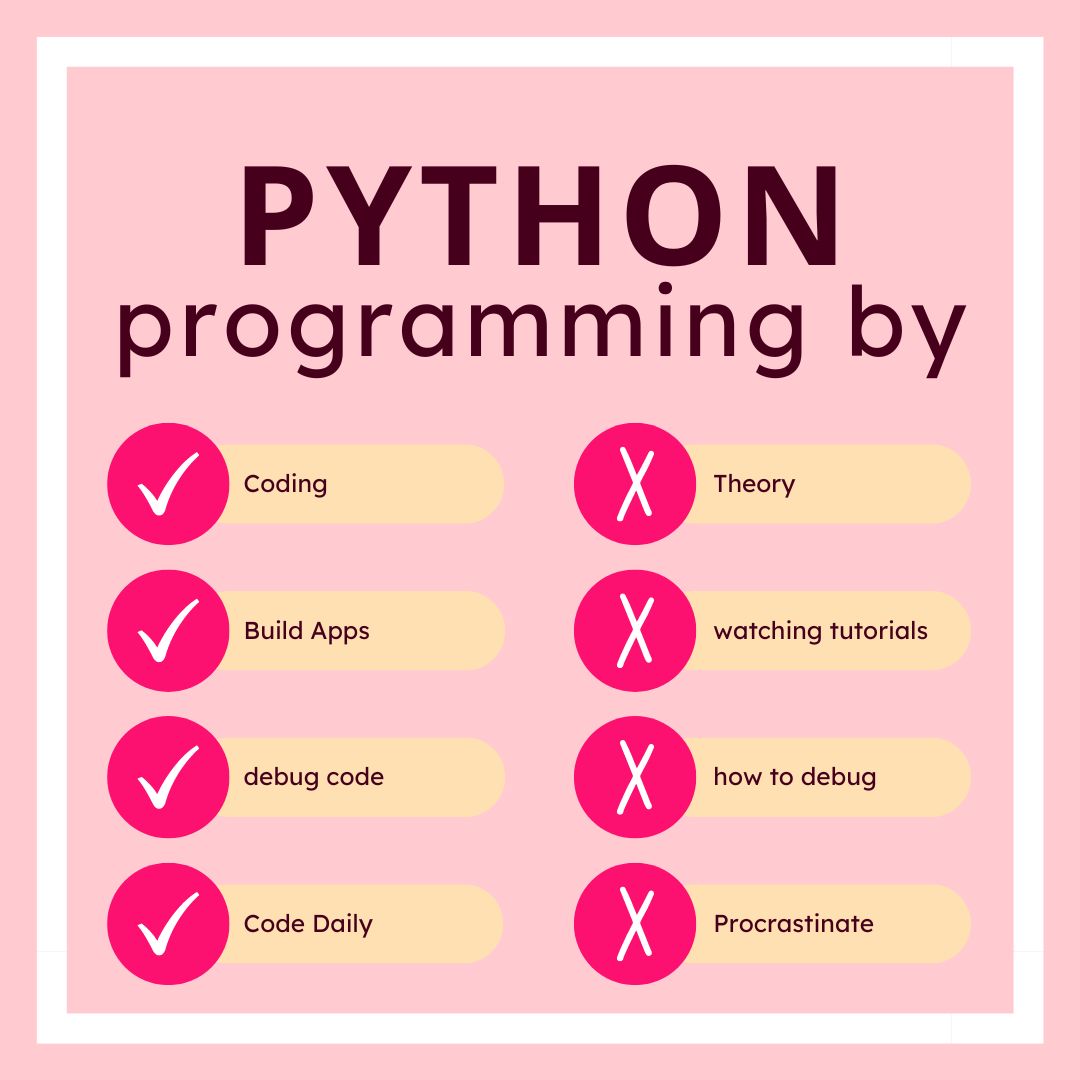 PYTHON
programming by
Coding
Theory
Build Apps
watching tutorials
debug code
how to debug
Code Daily
Procrastinate